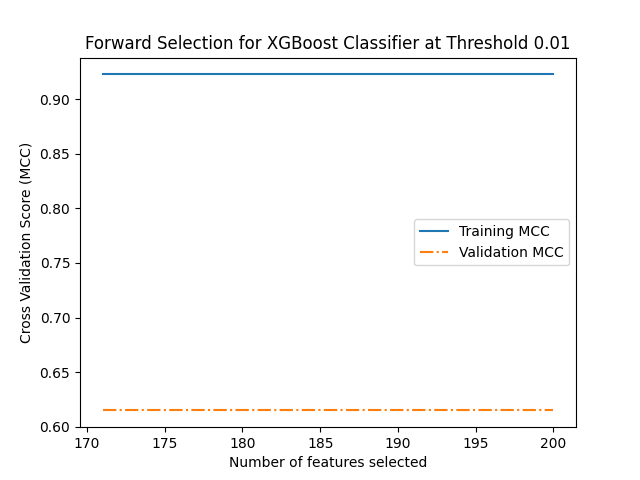 Forward Selection for XGBoost Classifier at Threshold 0.01
Cross Validation Score (MCC)
0.90
0.85
0.80
0.75
0.70
0.65
0.60
Training MCC
Validation MCC
170 175 180 185 190 195 200
Number of features selected